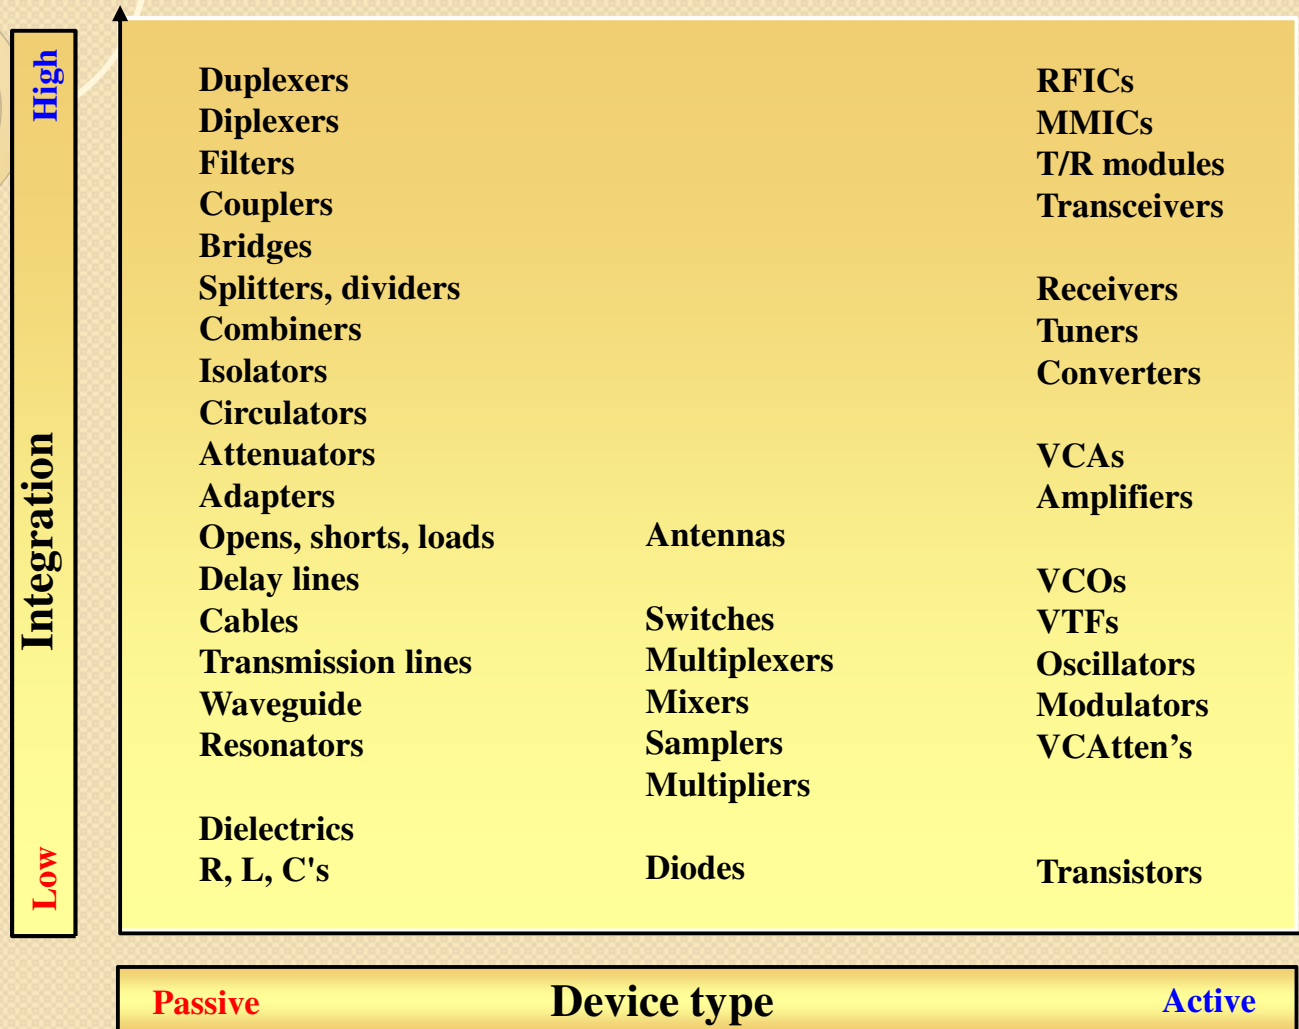 High
Integration
Low
Duplexers
Diplexers
Filters
Couplers
Bridges
Splitters, dividers
Combiners
Isolators
Circulators
Attenuators
Adapters
Opens, shorts, loads
Delay lines
Cables
Transmission lines
Waveguide
Resonators
Dielectrics
R, L, C's
Antennas
Switches
Multiplexers
Mixers
Samplers
Multipliers
Diodes
RFICs
MMICs
T/R modules
Transceivers
Receivers
Tuners
Converters
VCAs
Amplifiers
VCOs
VTFs
Oscillators
Modulators
VCAtten’s
Transistors
Passive
Device type
Active